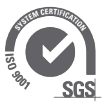 SYSTEM CERTIFICATION
ISO 9001
SGS